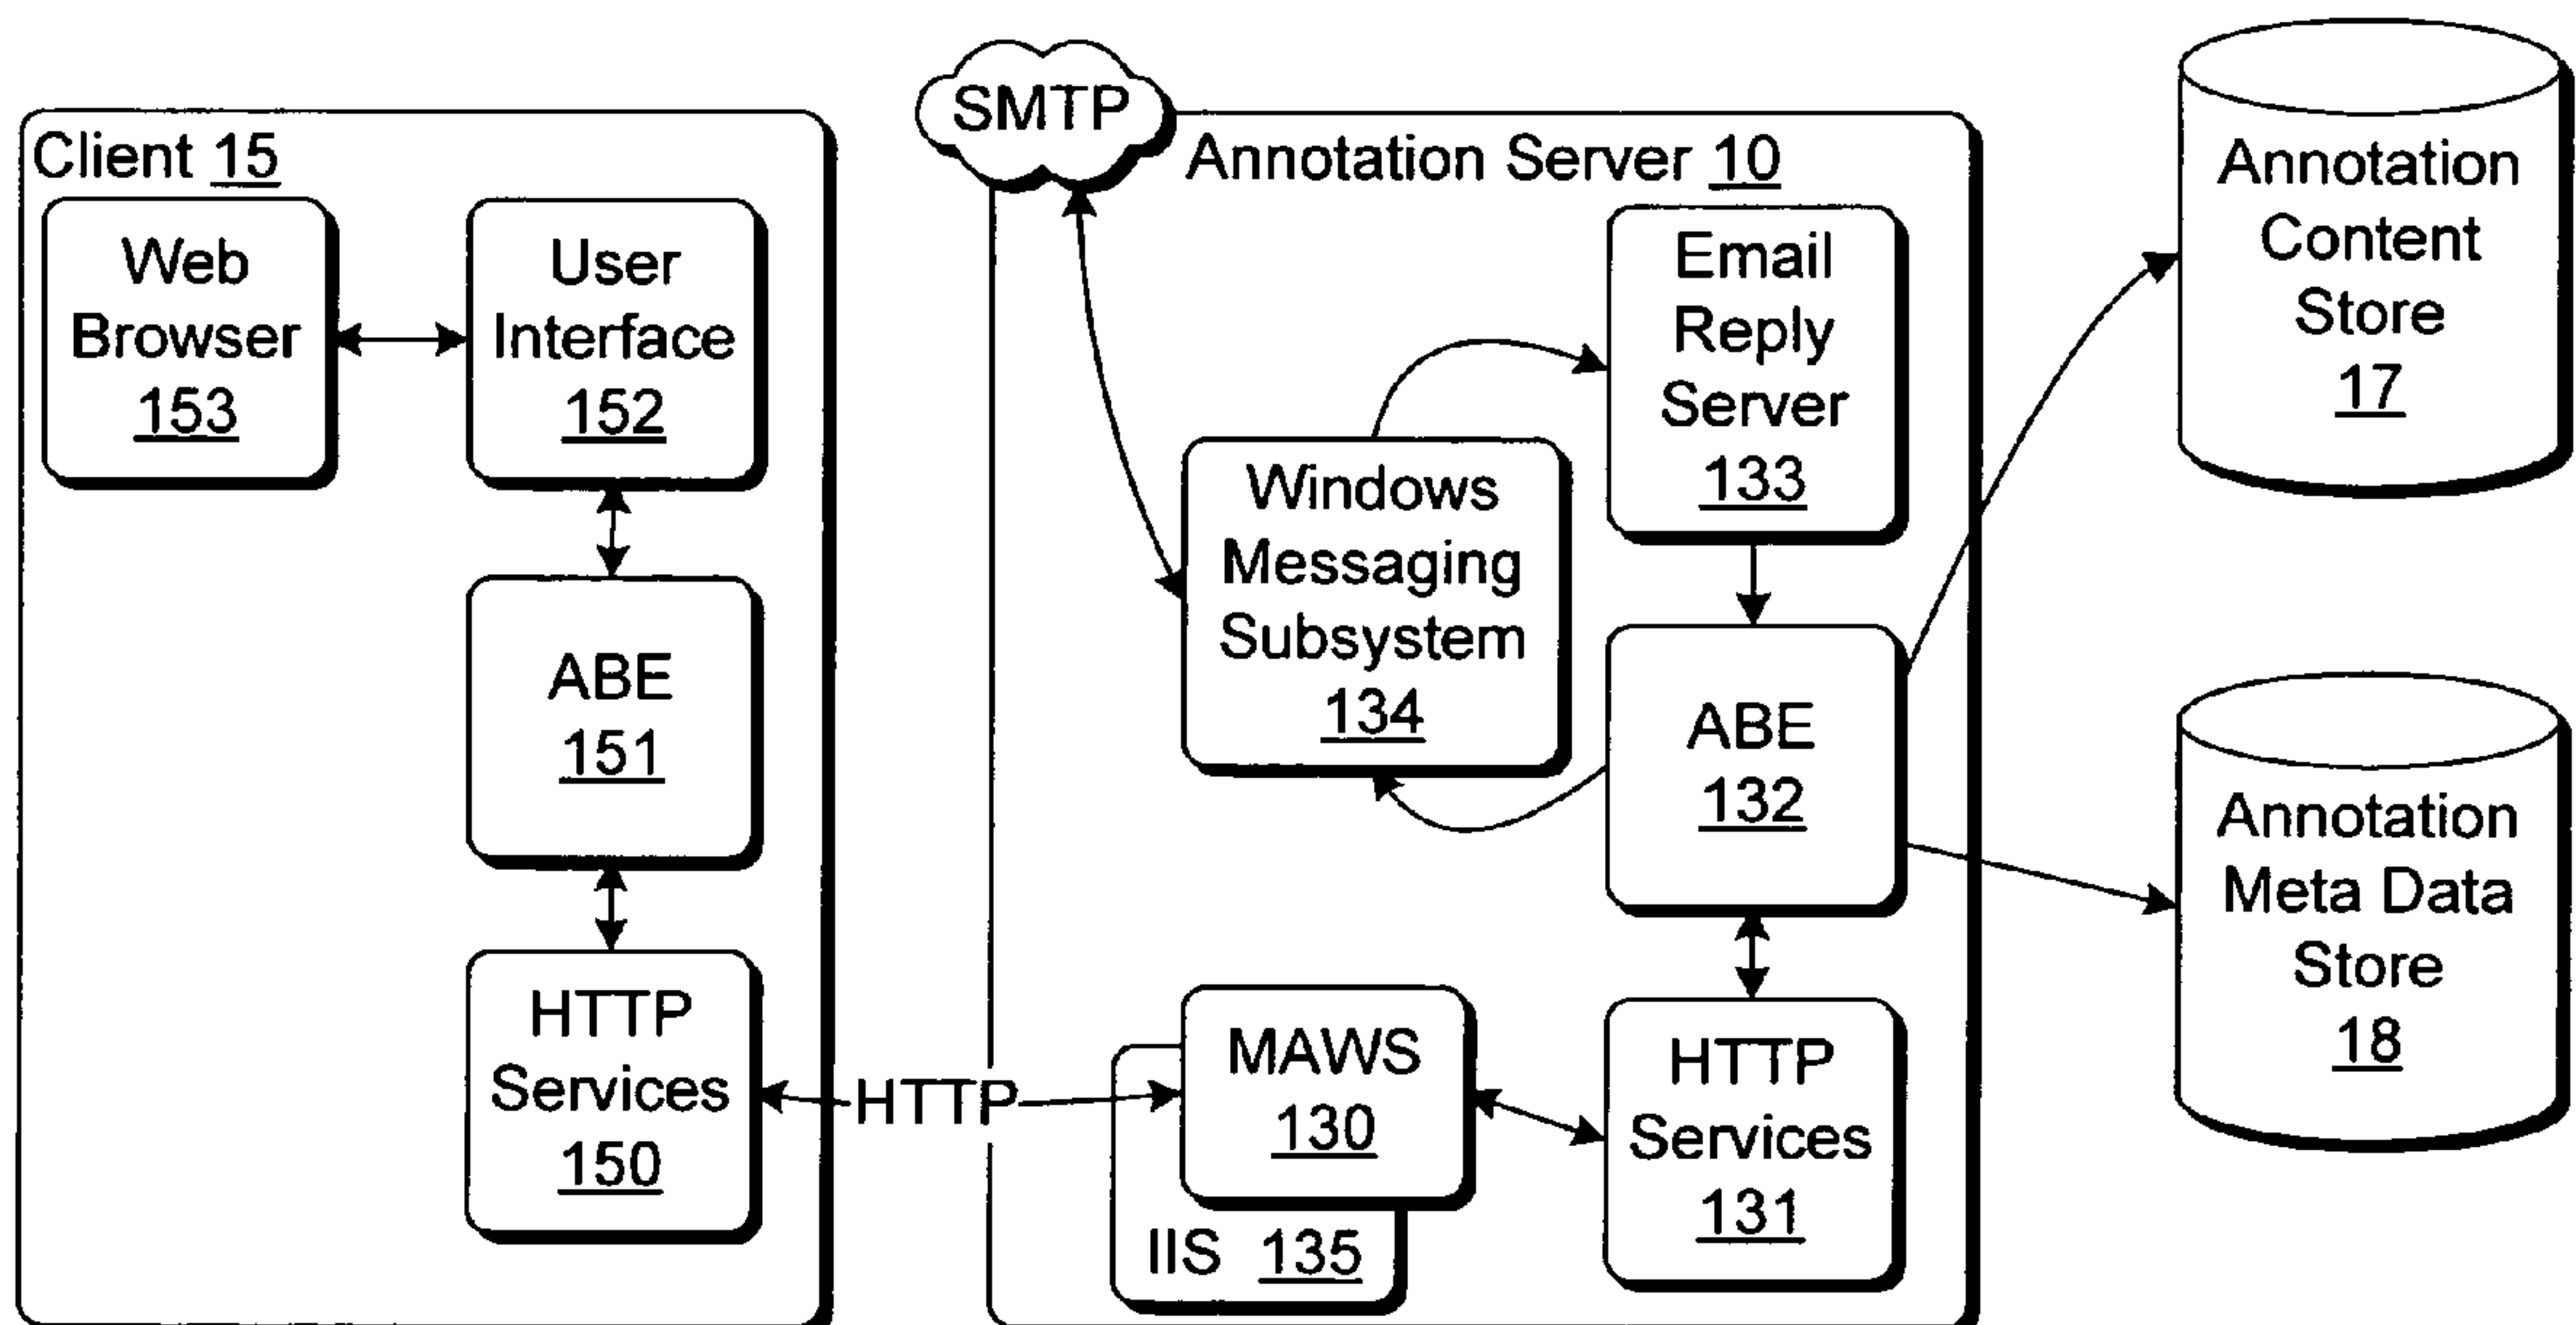 Client 15
Web
Browser
153
User
Interface
152
ABE
151
HTTP
Services
150
HTTP
SMTP
Annotation Server 10
Email
Reply
Server
133
Windows
Messaging
Subsystem
134
ABE
132
MAWS
130
IIS 135
HTTP
Services
131
Annotation
Content
Store
17
Annotation
Meta Data
Store
18